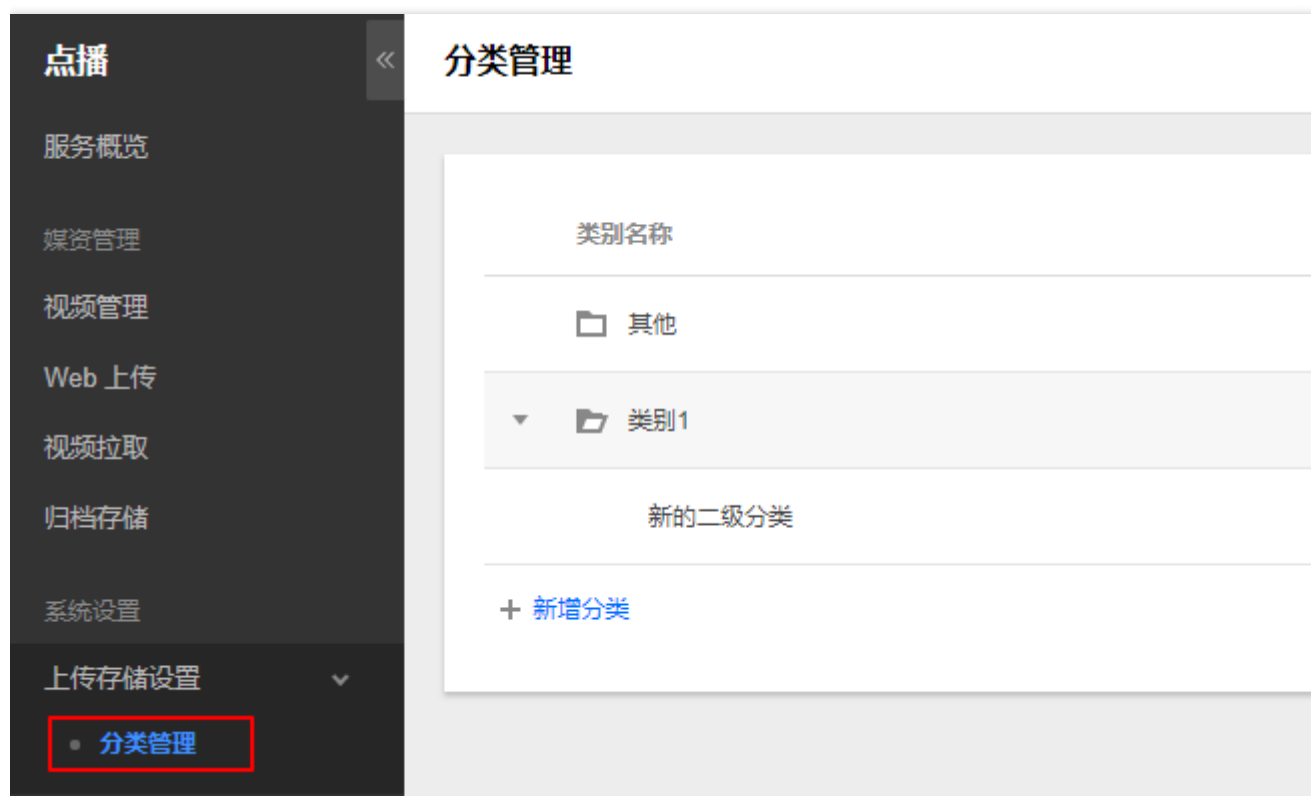 点播
服务概览
媒资管理
视频管理
Web 上传
视频拉取
归档存储
系统设置
上传存储设置
分类管理
分类管理
类别名称
其他
类别1
新的二级分类
新增分类